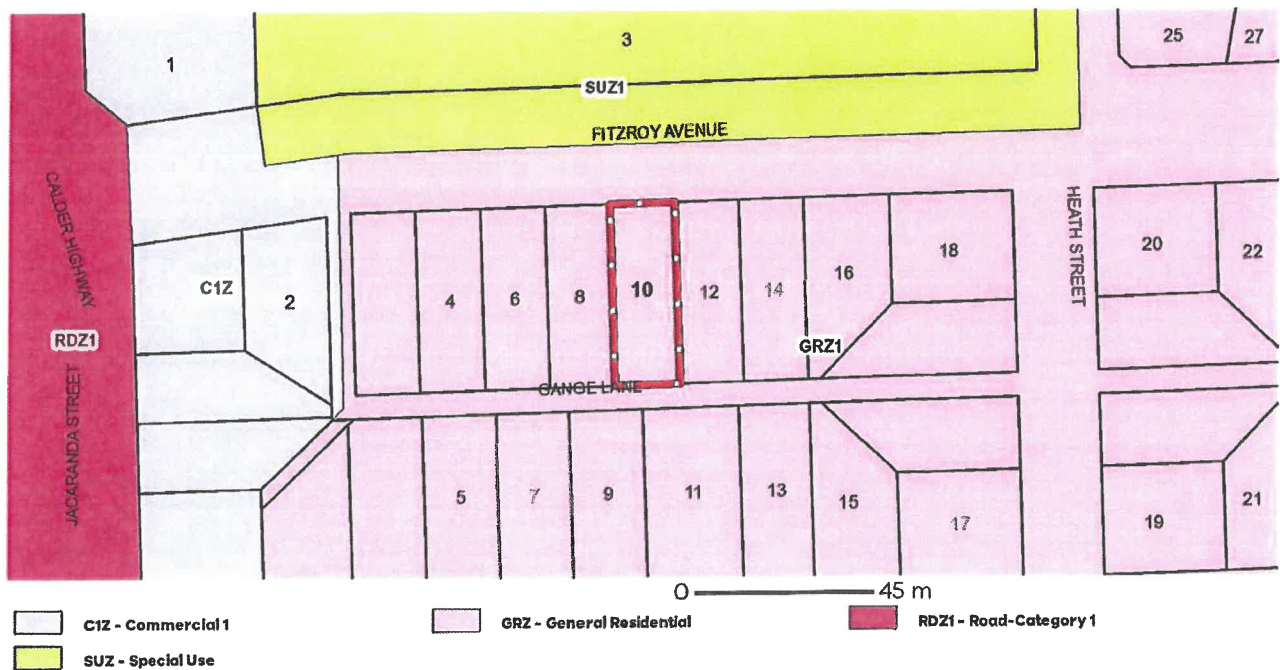 1
3
25
27
SUZ1
FITZROY AVENUE
CALDER HIGHWAY
HEATH STREET
C1Z
2
4
6
8
10
12
14
16
18
20
22
RDZ1
GRZ1
GANGE LANE
JACARANDA STREET
5
7
9
11
13
15
17
19
21
0 45 m
C1Z - Commercial 1
GRZ - General Residential
RDZ1 - Road-Category 1
SUZ - Special Use